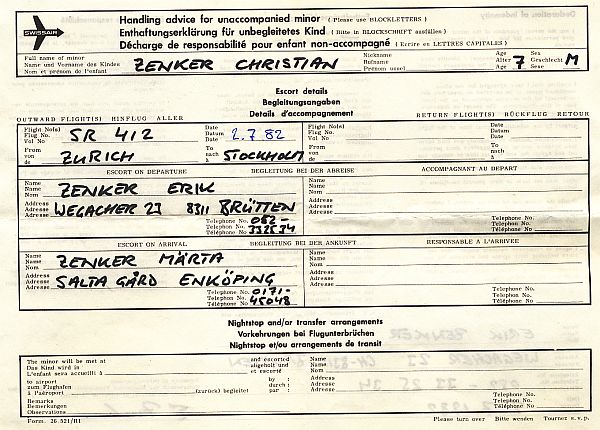 SWISSAIR
Handling advice for unaccompanied minor (Please use BLOCKLETTERS)
Enthaftungserklärung für unbegleitetes Kind (Bitte in BLOCKSCHRIFT ausfüllen)
Décharge de responsabilité pour enfant non-accompagné (Ecrire en LETTRES CAPITALES)
Full name of minor
Name und Vorname des Kindes
Nom et prénom de l'enfant
ZENKER CHRISTIAN
Nickname
Rufname
Prénom usuel
Age
Alter
Age
7
Sex
Geschlecht
Sexe
M
Escort details
Begleitungsangaben
Details d'accompagnement
OUTWARD FLIGHT(S) HINFLUG ALLER
RETURN FLIGHT(S) RÜCKFLUG RETOUR
Flight No(s)
Flug No.
Vol No
SR 412
Date
Datum
Date
2.7.82
Flight No(s)
Flug No.
Vol No
Date
Datum
Date
From
von
de
ZURICH
To
nach
à
STOCKHOLM
From
von
de
To
nach
à
ESCORT ON DEPARTURE BEGLEITUNG BEI DER ABREISE ACCOMPAGNANT AU DEPART
Name
Name
Nom
ZENKER ERIK
Name
Name
Nom
Address
Adresse
Adresse
WEGACHER 23 8311 BRÜTTEN
Address
Adresse
Adresse
Telephone No.
Telephon No.
Téléphone No
052-
332534
Telephone No.
Telephon No.
Téléphone No
ESCORT ON ARRIVAL BEGLEITUNG BEI DER ANKUNFT RESPONSABLE A L'ARRIVEE
Name
Name
Nom
ZENKER MÄRTA
Name
Name
Nom
Address
Adresse
Adresse
SALTA GÅRD ENKÖPING
Address
Adresse
Adresse
Telephone No.
Telephon No.
Téléphone No
0171-
45048
Telephone No.
Telephon No.
Téléphone No
Nightstop and/or transfer arrangements
Vorkehrungen bei Flugunterbrüchen
Nightstop et/ou arrangements de transit
The minor will be met at
Das Kind wird in
L'enfant sera accueilli à
and escorted
abgeholt und
et escorté
Name
Name
Nom
to airport
zum Flughafen
à l'aéroport
(zurück) begleitet
by :
durch :
par :
Address
Adresse
Adresse
Remarks
Bemerkungen
Observations
Telephone No.
Telephon No.
Téléphone No
Form. 26.521/R1
Please turn over Bitte wenden Tournez s.v.p.